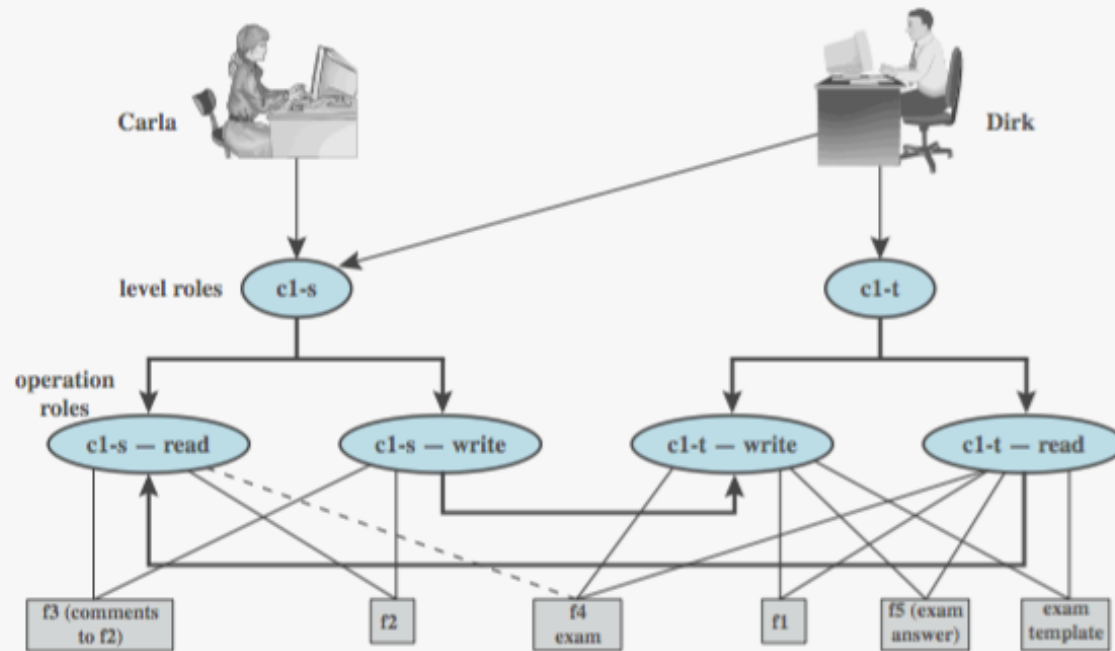 Carla
Dirk
level roles
c1-s
c1-t
operation
roles
c1-s — read
c1-s — write
c1-t — write
c1-t — read
f3 (comments
to f2)
f2
f4
exam
f1
f5 (exam
answer)
exam
template